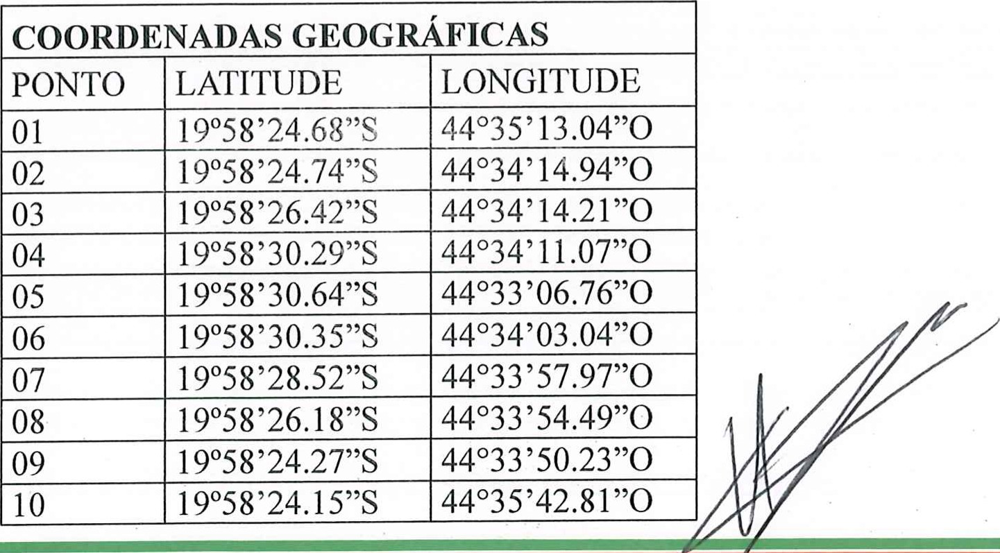 COORDENADAS GEOGRÁFICAS
PONTO LATITUDE LONGITUDE
01 19º58’24.68”S 44°35’13.04”O
02 19º58’24.74”S 44°34’14.94”O
03 19º58’26.42”S 44°34’14.21”O
04 19º58’30.29”S 44°34’11.07”O
05 19º58’30.64”S 44°33’06.76”O
06 19º58’30.35”S 44°34’03.04”O
07 19º58’28.52”S 44°33’57.97”O
08 19º58’26.18”S 44°33’54.49”O
09 19º58’24.27”S 44°33’50.23”O
10 19º58’24.15”S 44°35’42.81”O